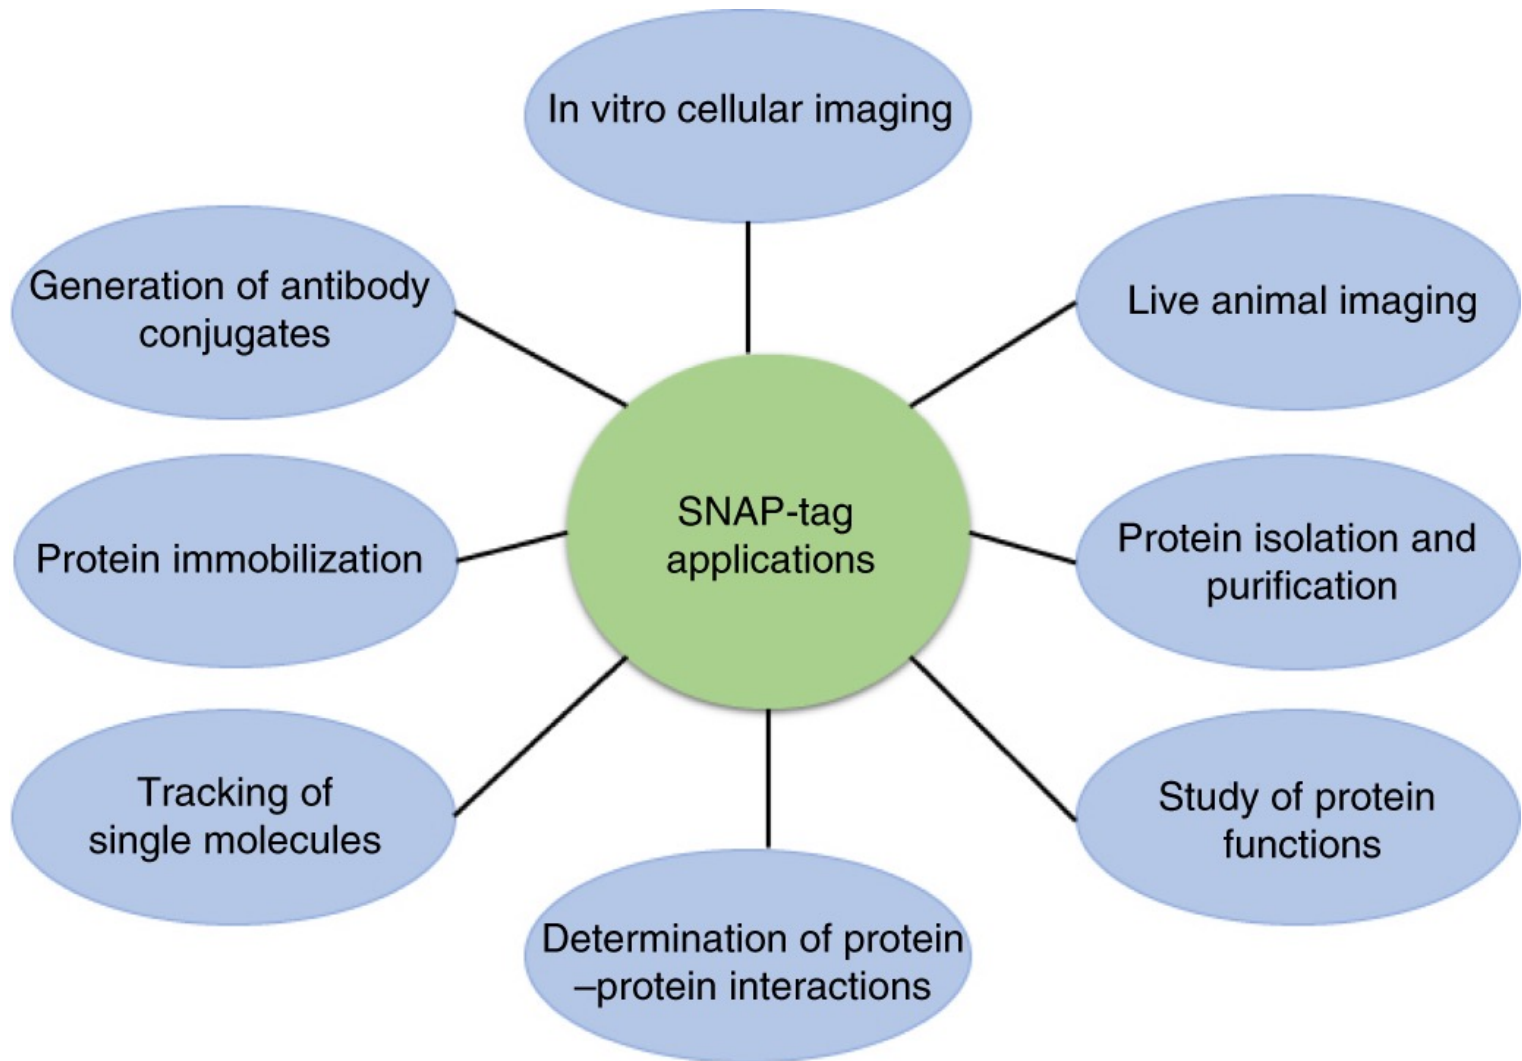 In vitro cellular imaging
Generation of antibody
conjugates
Live animal imaging
SNAP-tag
applications
Protein immobilization
Protein isolation and
purification
Tracking of
single molecules
Study of protein
functions
Determination of protein
–protein interactions